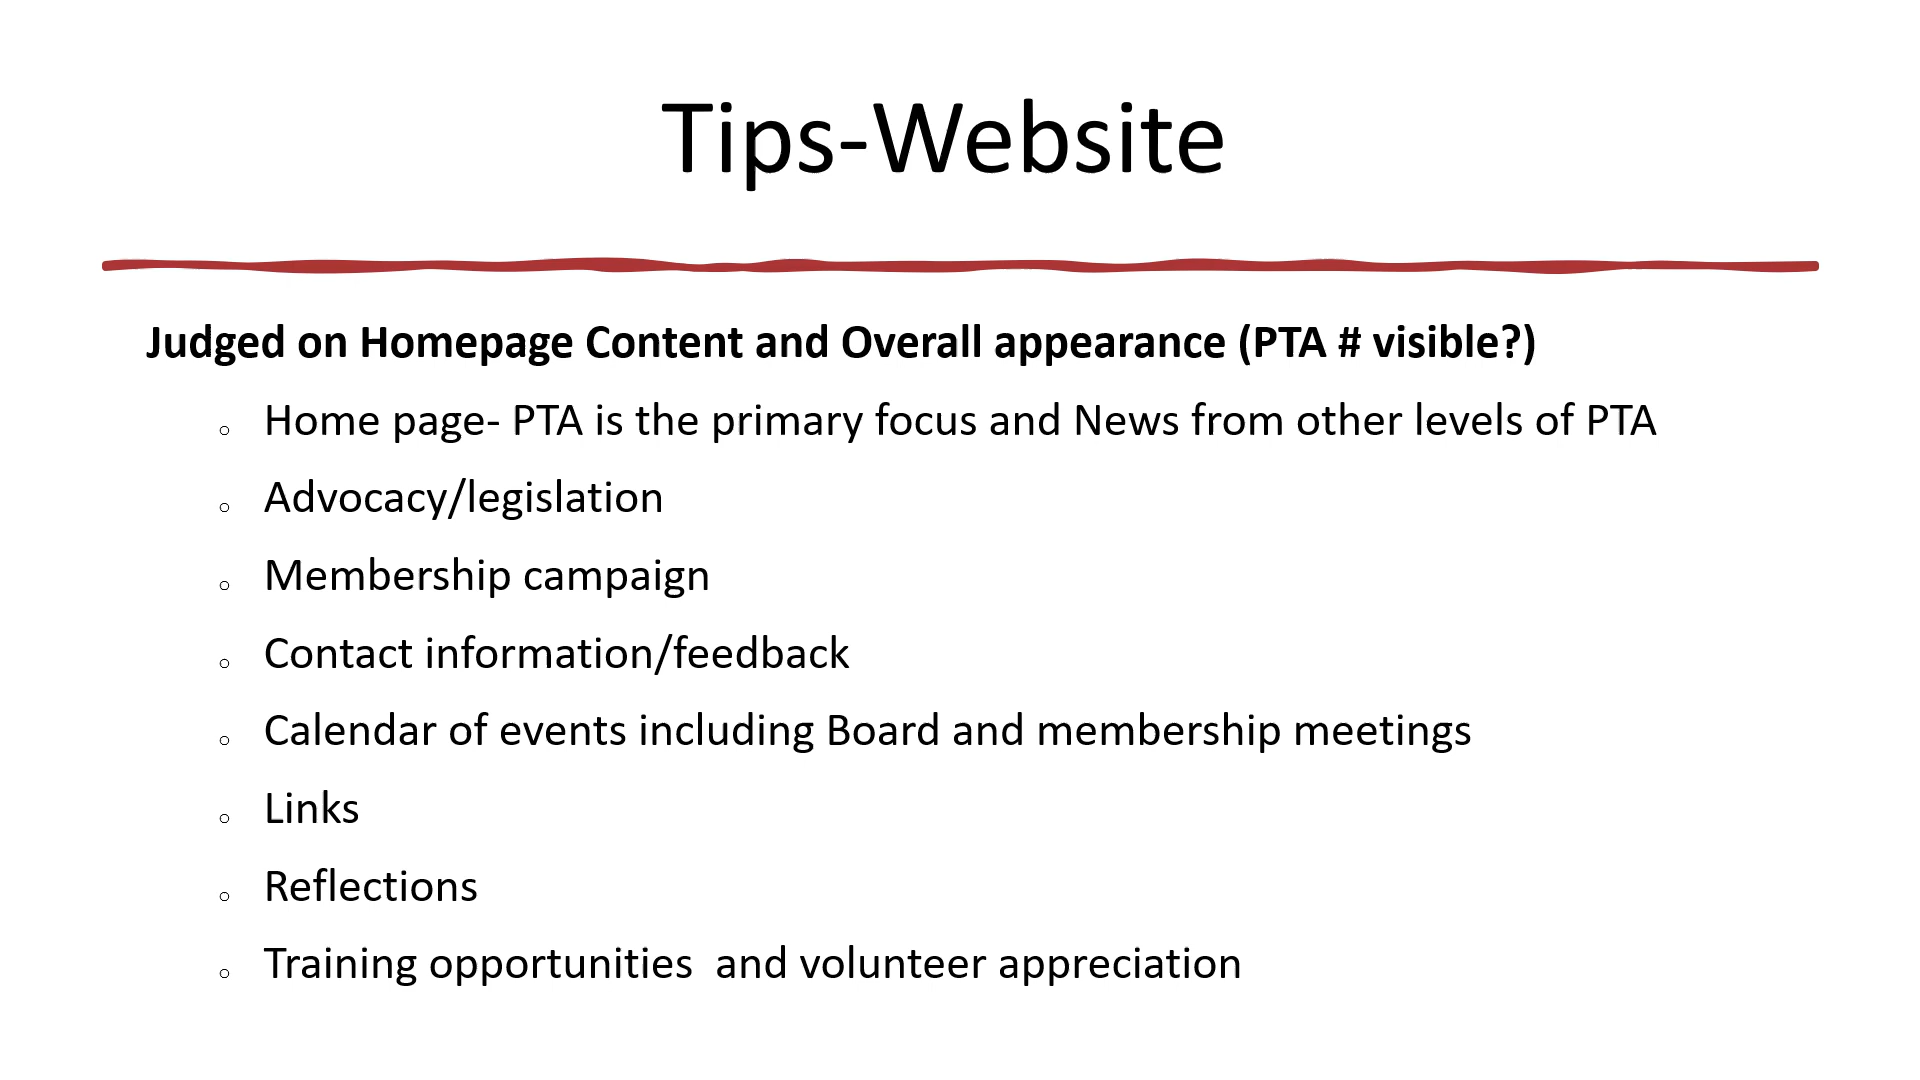 Tips-Website
Judged on Homepage Content and Overall appearance (PTA # visible?)
○ Home page- PTA is the primary focus and News from other levels of PTA
○ Advocacy/legislation
○ Membership campaign
○ Contact information/feedback
○ Calendar of events including Board and membership meetings
○ Links
○ Reflections
○ Training opportunities  and volunteer appreciation